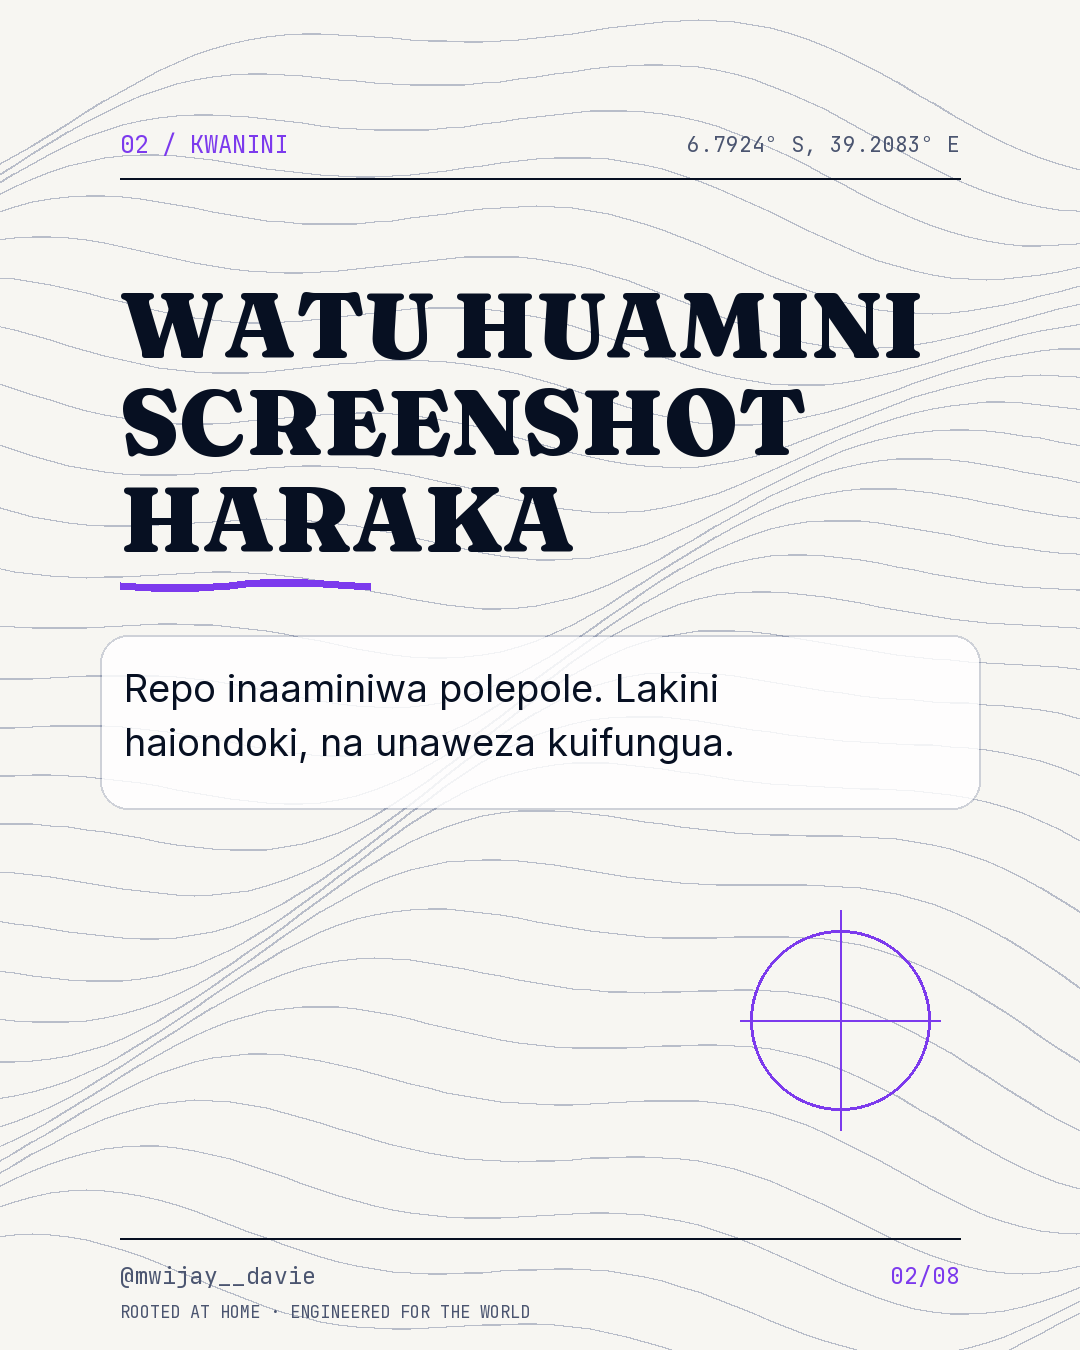 02 / KWANINI
6.7924° S, 39.2083° E
WATU HUAMINI
SCREENSHOT
HARAKA
Repo inaaminiwa polepole. Lakini
haiondoki, na unaweza kuifungua.
@mwijay__davie
02/08
ROOTED AT HOME · ENGINEERED FOR THE WORLD